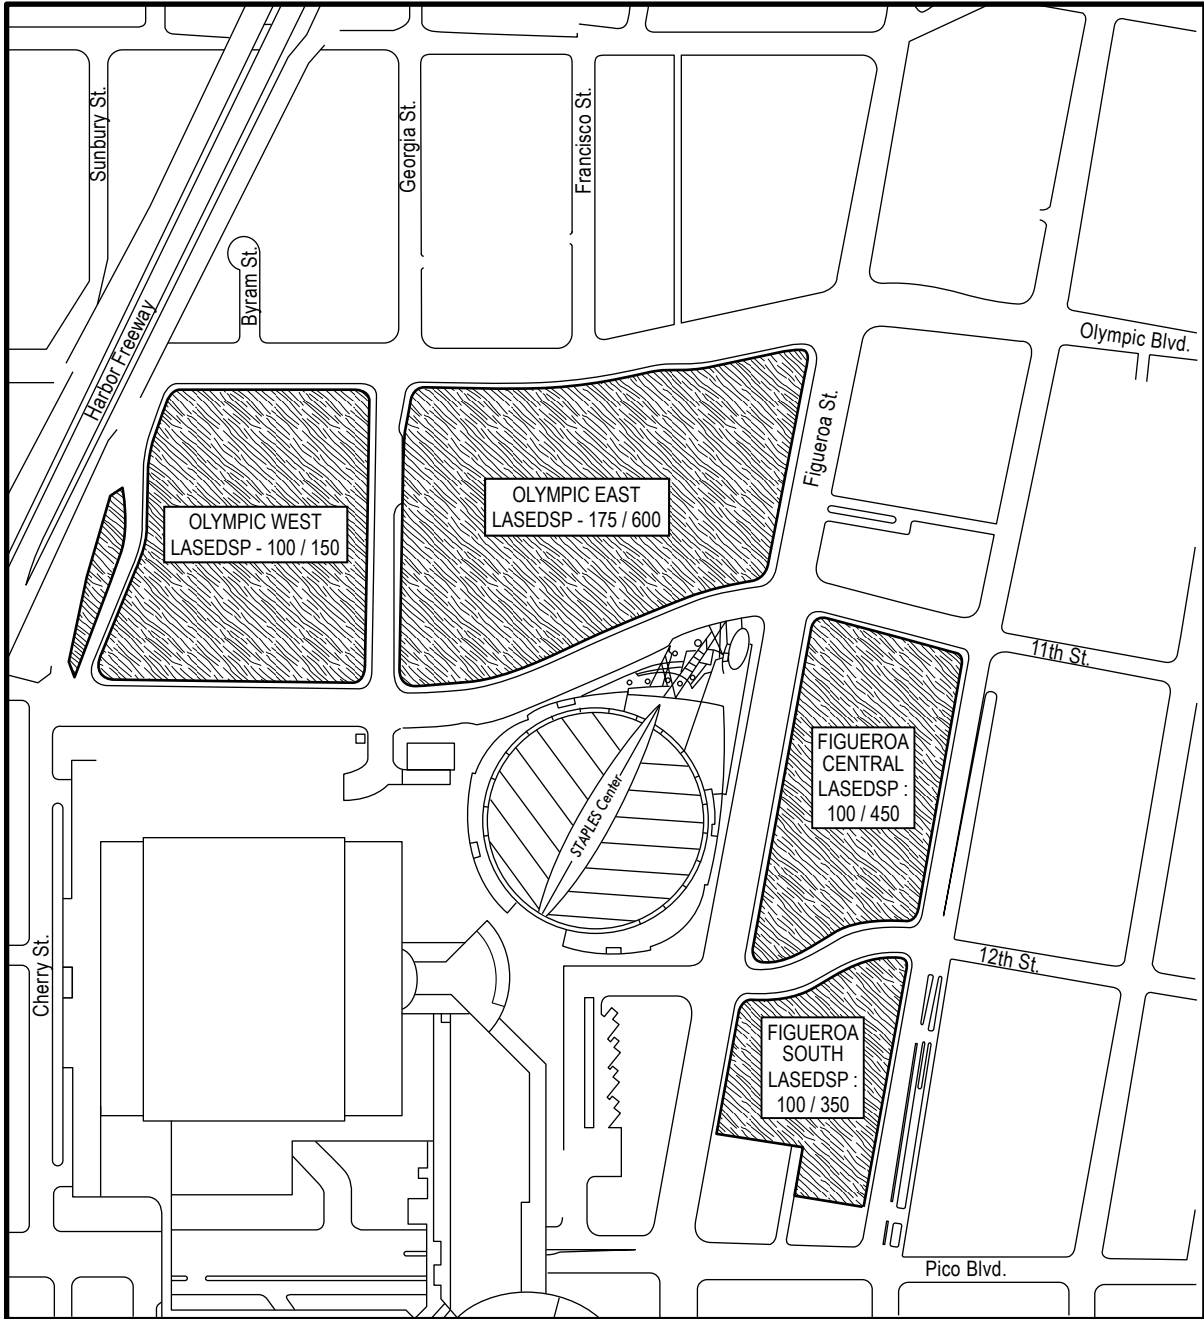 Sunbury St.
Georgia St.
Francisco St.
Byram St.
Harbor Freeway
Olympic Blvd.
Figueroa St.
OLYMPIC WEST
LASEDSP - 100 / 150
OLYMPIC EAST
LASEDSP - 175 / 600
11th St.
FIGUEROA
CENTRAL
LASEDSP :
100 / 450
STAPLES Center
Cherry St.
12th St.
FIGUEROA
SOUTH
LASEDSP :
100 / 350
Pico Blvd.